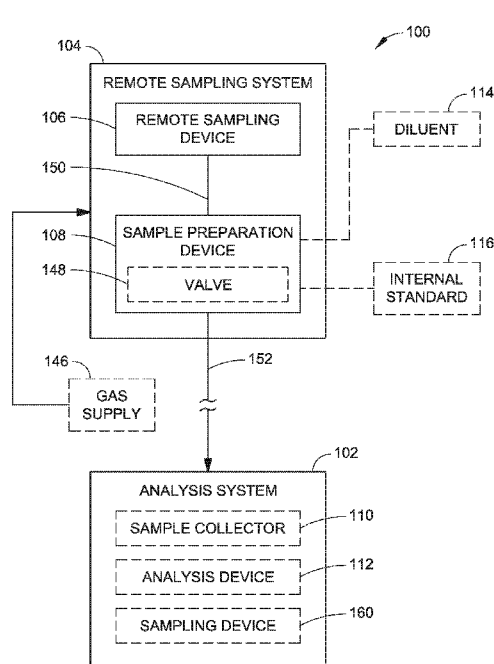 100
104
REMOTE SAMPLING SYSTEM
114
106
REMOTE SAMPLING
DEVICE
DILUENT
150
108
SAMPLE PREPARATION
DEVICE
116
148
VALVE
INTERNAL
STANDARD
146
152
GAS
SUPPLY
102
ANALYSIS SYSTEM
SAMPLE COLLECTOR
110
ANALYSIS DEVICE
112
SAMPLING DEVICE
160